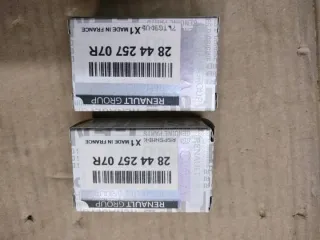 X1 MADE IN FRANCE
28 44 257 07R
RENAULT GROUP
X1 MADE IN FRANCE
28 44 257 07R
RENAULT GROUP